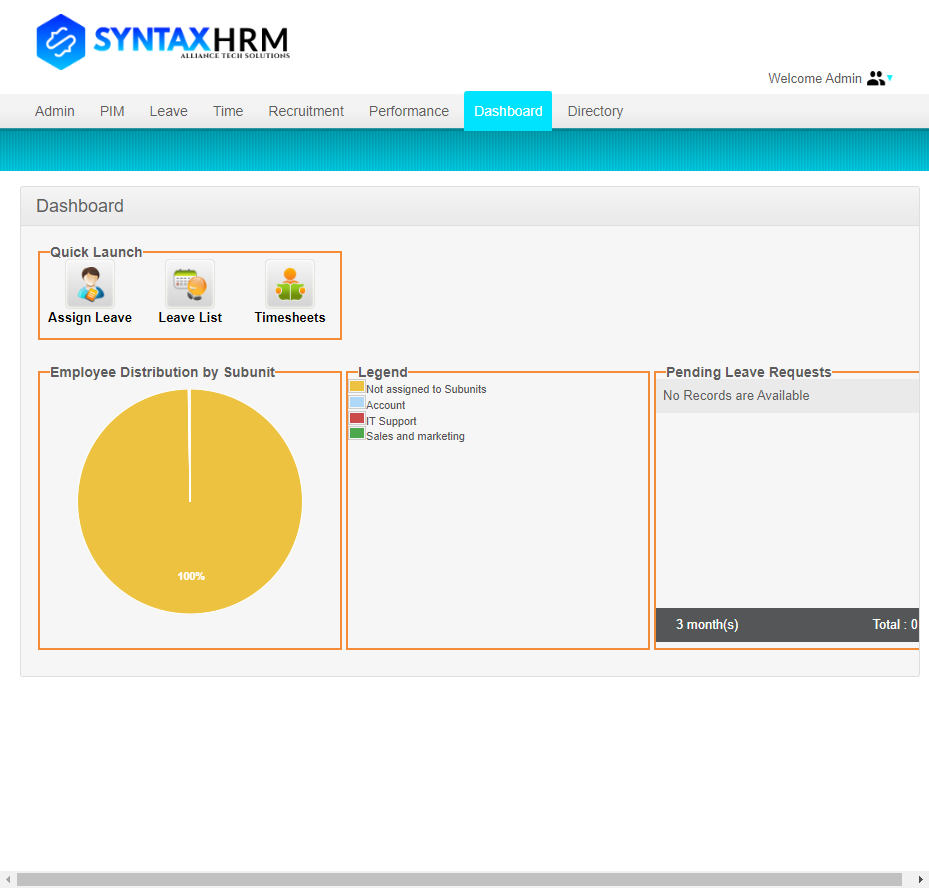 SYNTAXHRM
ALLIANCE TECH SOLUTIONS
Welcome Admin
Admin PIM Leave Time Recruitment Performance Dashboard Directory
Dashboard
Quick Launch
Assign Leave Leave List Timesheets
Employee Distribution by Subunit
100%
Legend
Not assigned to Subunits
Account
IT Support
Sales and marketing
Pending Leave Requests
No Records are Available
3 month(s) Total : 0